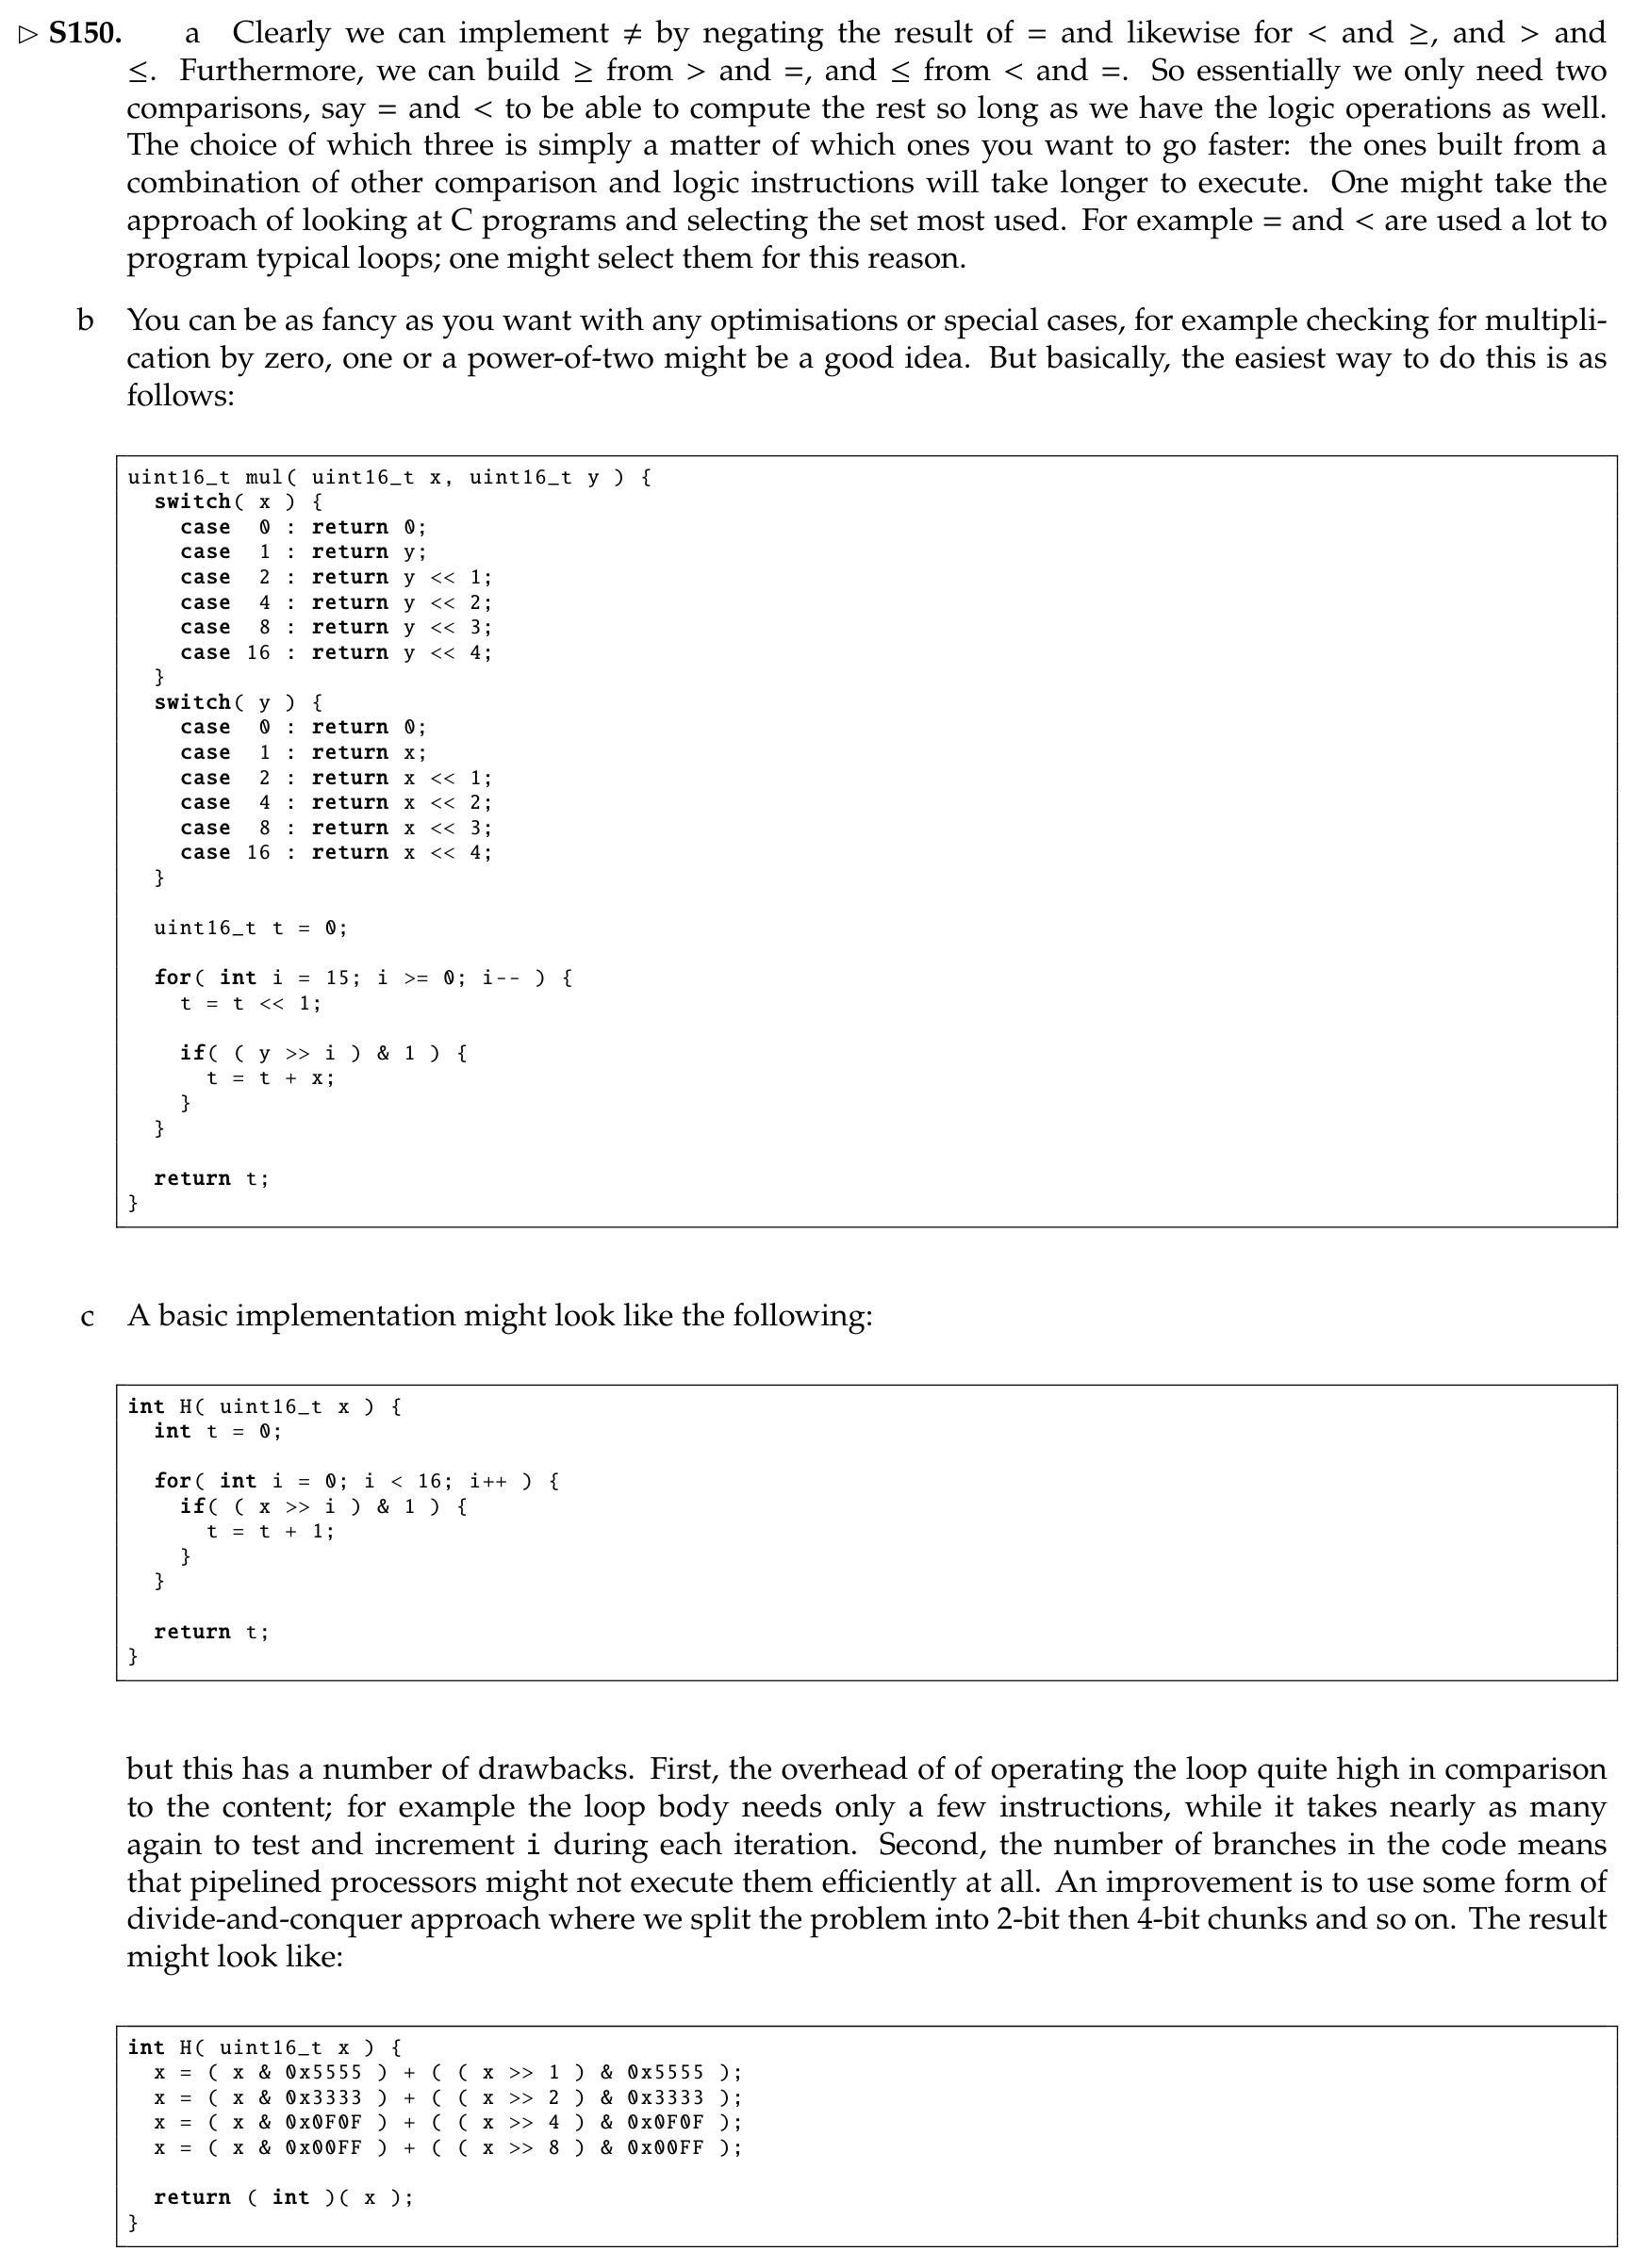 ▷ S150. a Clearly we can implement ≠ by negating the result of = and likewise for < and ≥, and > and
≤. Furthermore, we can build ≥ from > and =, and ≤ from < and =. So essentially we only need two
comparisons, say = and < to be able to compute the rest so long as we have the logic operations as well.
The choice of which three is simply a matter of which ones you want to go faster: the ones built from a
combination of other comparison and logic instructions will take longer to execute. One might take the
approach of looking at C programs and selecting the set most used. For example = and < are used a lot to
program typical loops; one might select them for this reason.
b You can be as fancy as you want with any optimisations or special cases, for example checking for multipli-
cation by zero, one or a power-of-two might be a good idea. But basically, the easiest way to do this is as
follows:
uint16_t mul( uint16_t x, uint16_t y ) {
  switch( x ) {
    case  0 : return 0;
    case  1 : return y;
    case  2 : return y << 1;
    case  4 : return y << 2;
    case  8 : return y << 3;
    case 16 : return y << 4;
  }
  switch( y ) {
    case  0 : return 0;
    case  1 : return x;
    case  2 : return x << 1;
    case  4 : return x << 2;
    case  8 : return x << 3;
    case 16 : return x << 4;
  }
  uint16_t t = 0;
  for( int i = 15; i >= 0; i-- ) {
    t = t << 1;
    if( ( y >> i ) & 1 ) {
      t = t + x;
    }
  }
  return t;
}
c A basic implementation might look like the following:
int H( uint16_t x ) {
  int t = 0;
  for( int i = 0; i < 16; i++ ) {
    if( ( x >> i ) & 1 ) {
      t = t + 1;
    }
  }
  return t;
}
but this has a number of drawbacks. First, the overhead of of operating the loop quite high in comparison
to the content; for example the loop body needs only a few instructions, while it takes nearly as many
again to test and increment i during each iteration. Second, the number of branches in the code means
that pipelined processors might not execute them efficiently at all. An improvement is to use some form of
divide-and-conquer approach where we split the problem into 2-bit then 4-bit chunks and so on. The result
might look like:
int H( uint16_t x ) {
  x = ( x & 0x5555 ) + ( ( x >> 1 ) & 0x5555 );
  x = ( x & 0x3333 ) + ( ( x >> 2 ) & 0x3333 );
  x = ( x & 0x0F0F ) + ( ( x >> 4 ) & 0x0F0F );
  x = ( x & 0x00FF ) + ( ( x >> 8 ) & 0x00FF );
  return ( int )( x );
}